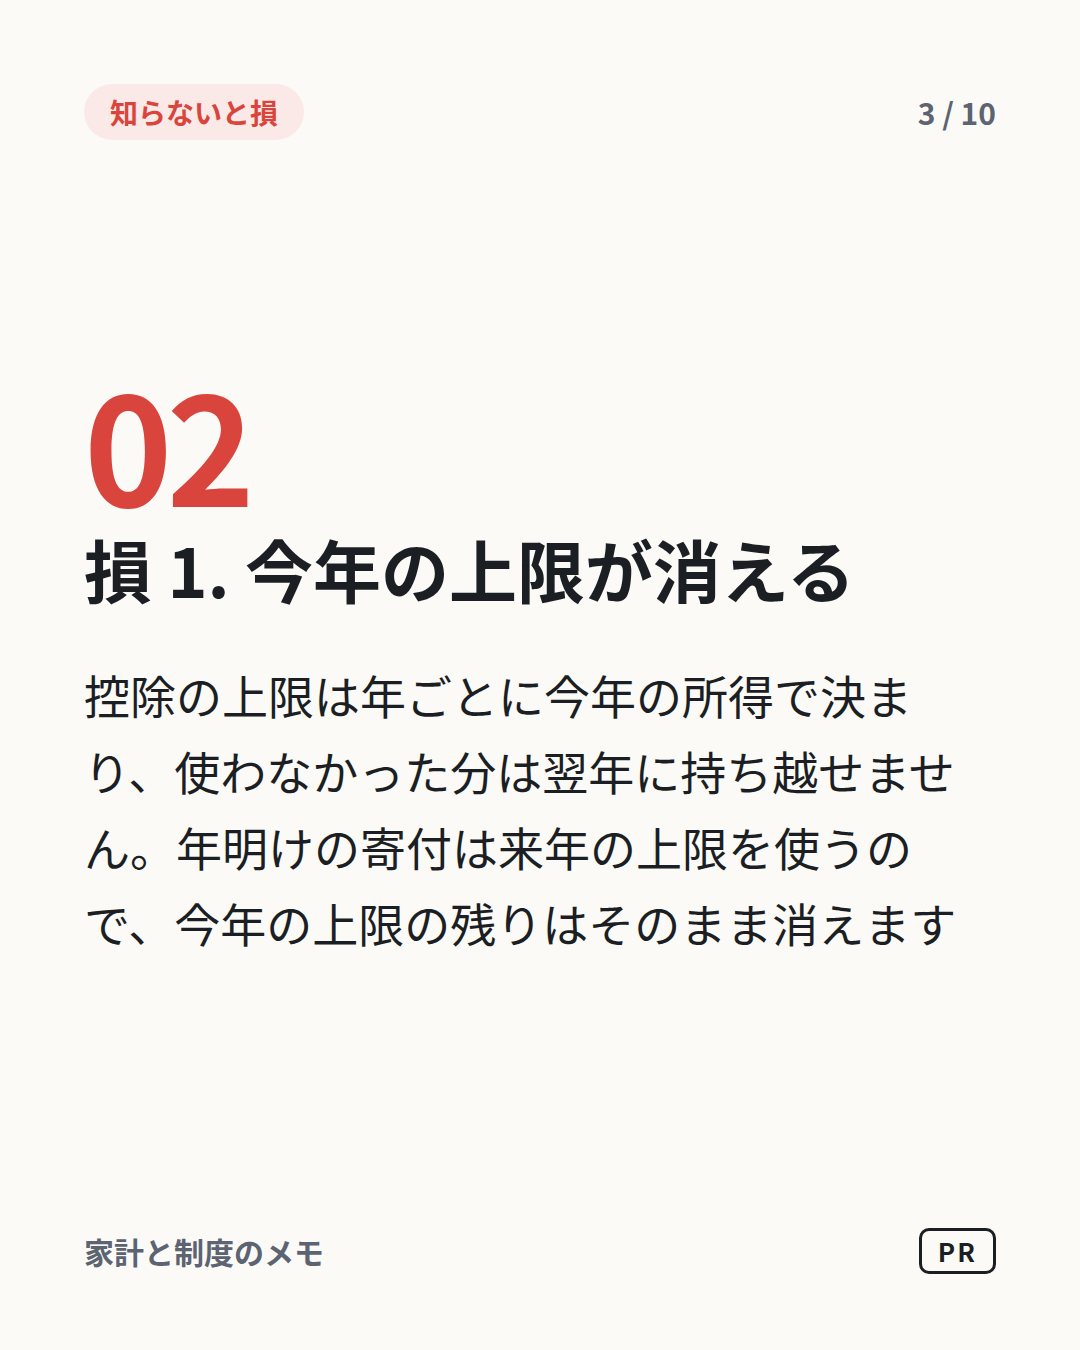 知らないと損
3 / 10
02
損 1. 今年の上限が消える
控除の上限は年ごとに今年の所得で決ま
り、使わなかった分は翌年に持ち越せませ
ん。年明けの寄付は来年の上限を使うの
で、今年の上限の残りはそのまま消えます
家計と制度のメモ
PR